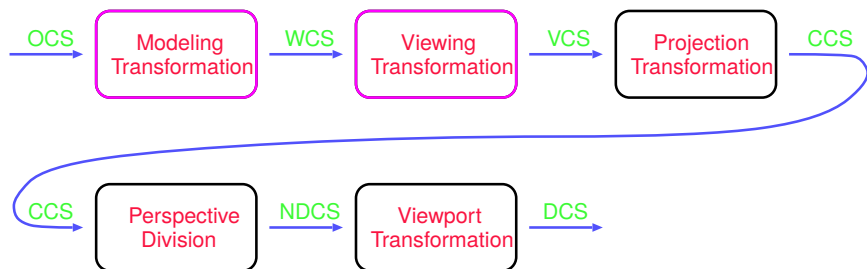 OCS
Modeling
Transformation
WCS
Viewing
Transformation
VCS
Projection
Transformation
CCS
CCS
Perspective
Division
NDCS
Viewport
Transformation
DCS